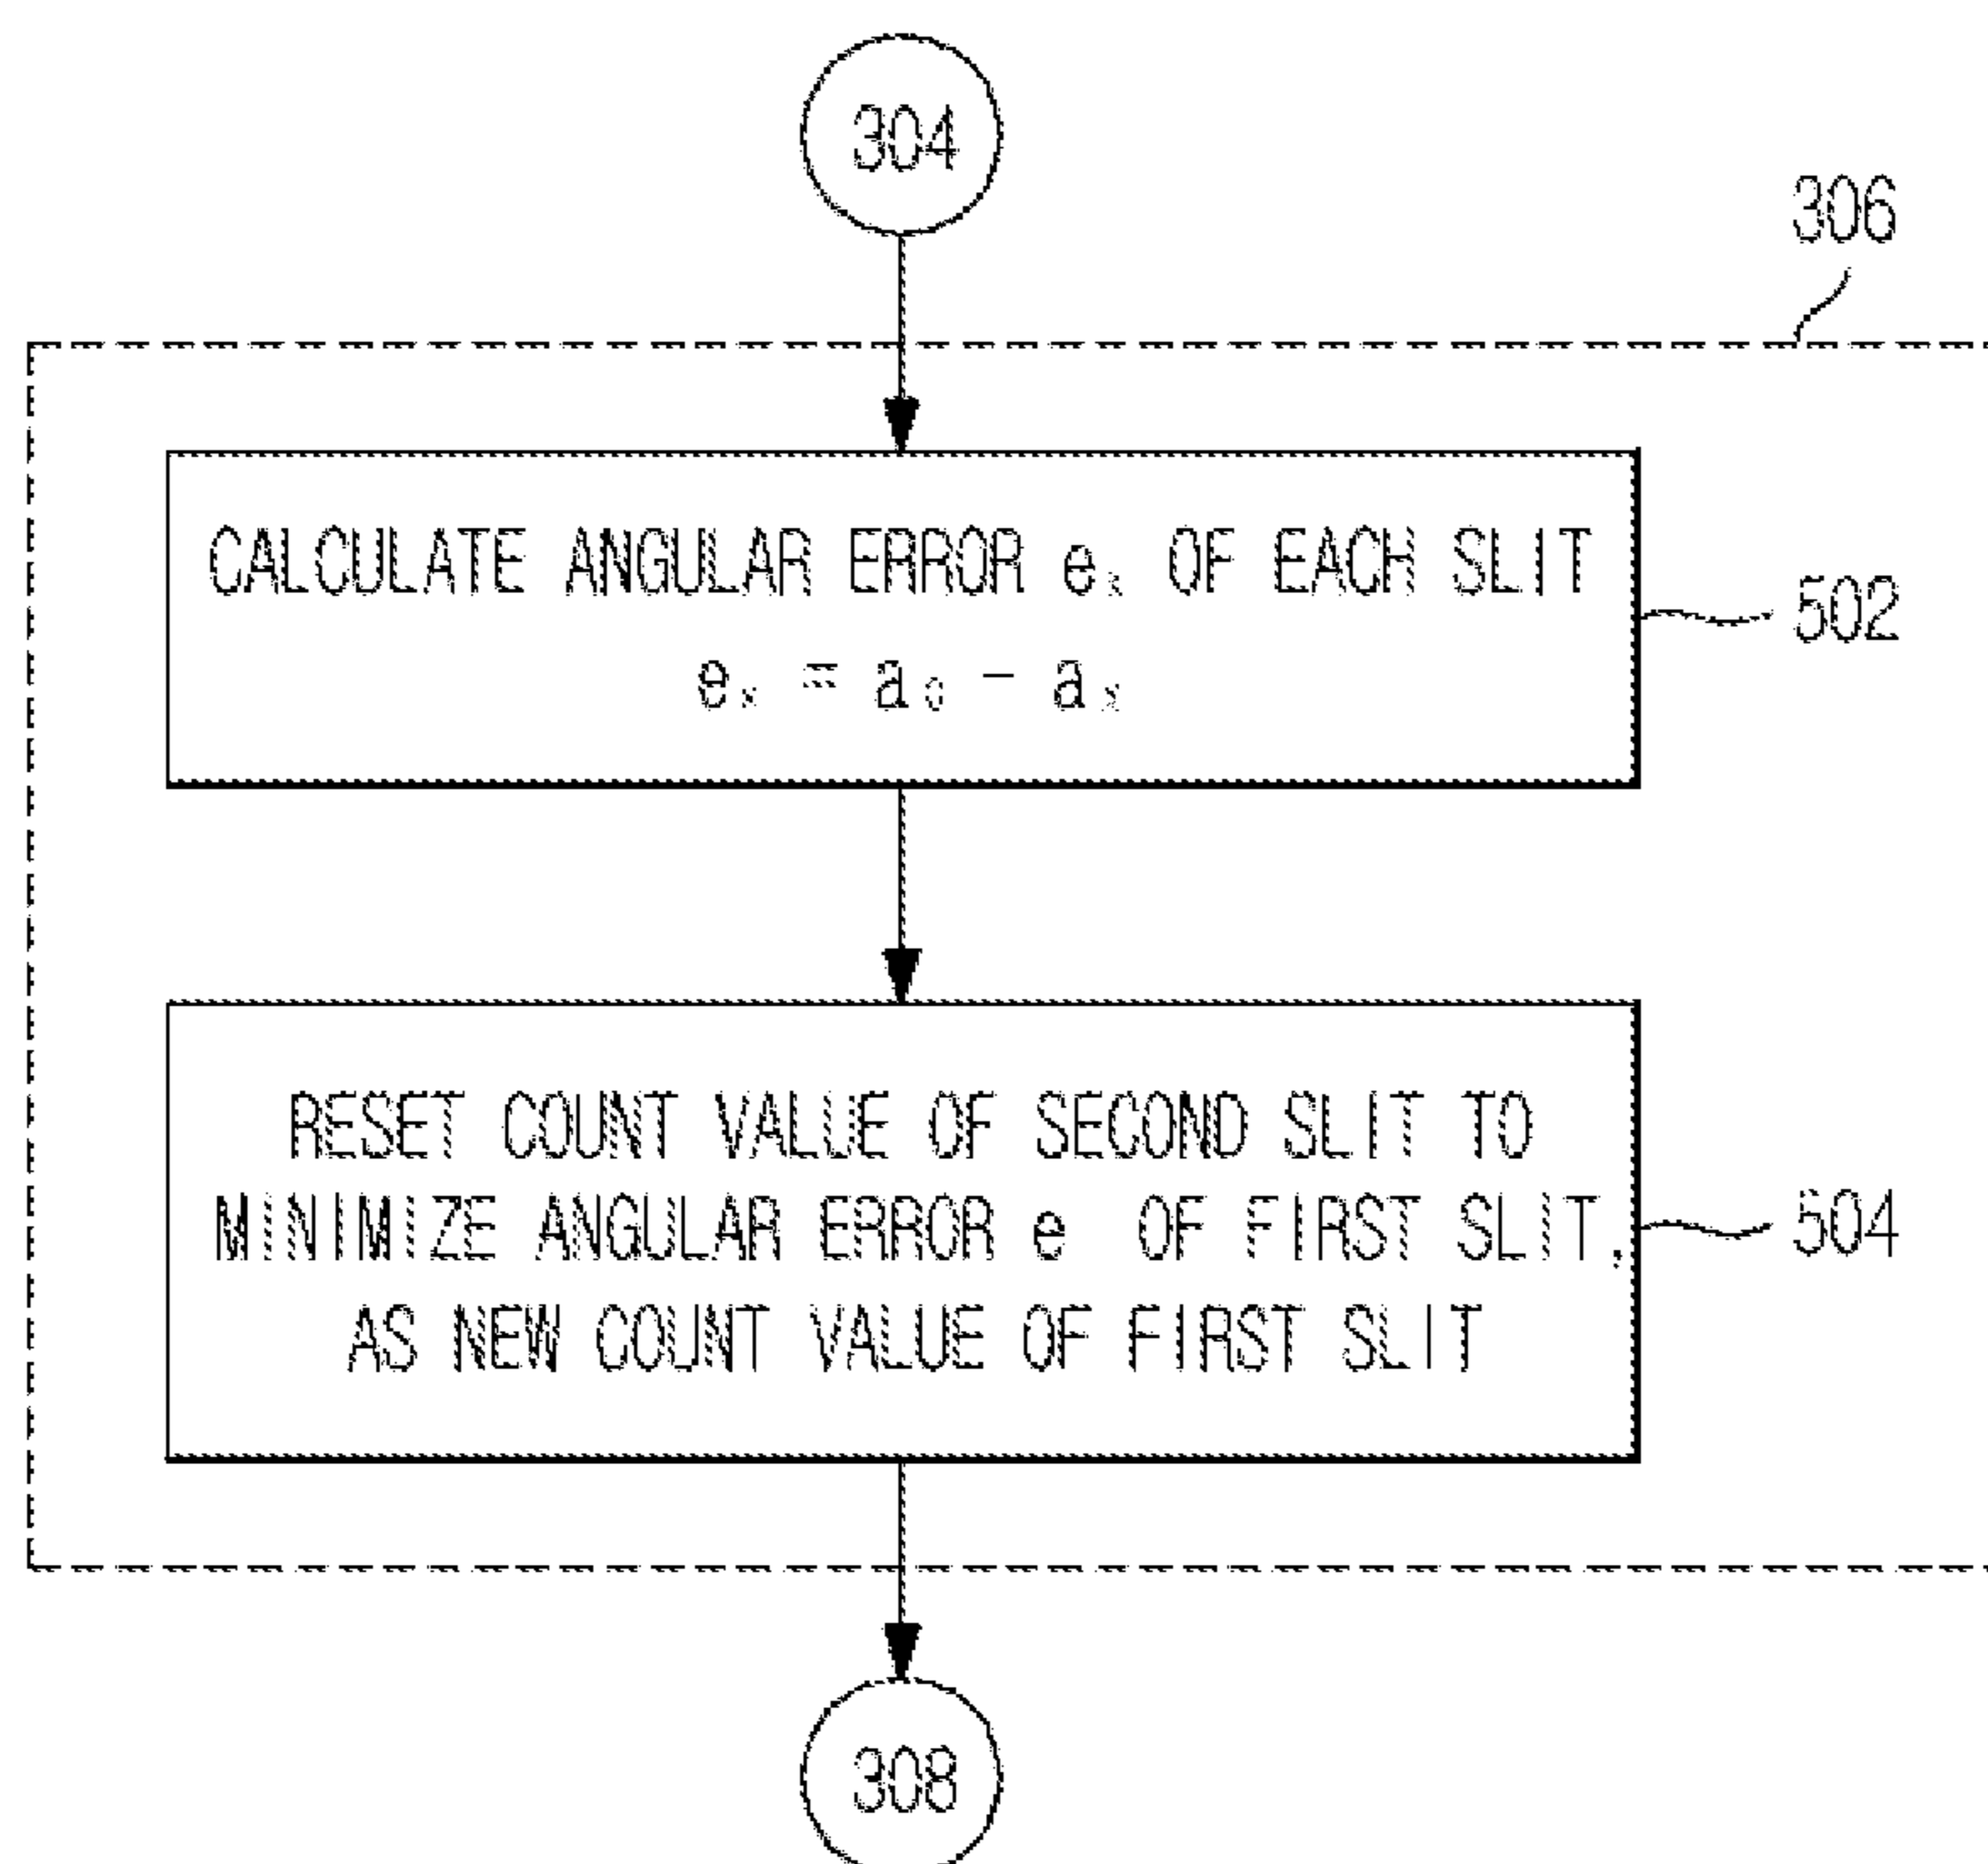 304
306
CALCULATE ANGULAR ERROR eₓ OF EACH SLIT
eₓ = a₀ - aₓ
502
RESET COUNT VALUE OF SECOND SLIT TO
MINIMIZE ANGULAR ERROR e OF FIRST SLIT,
AS NEW COUNT VALUE OF FIRST SLIT
504
308